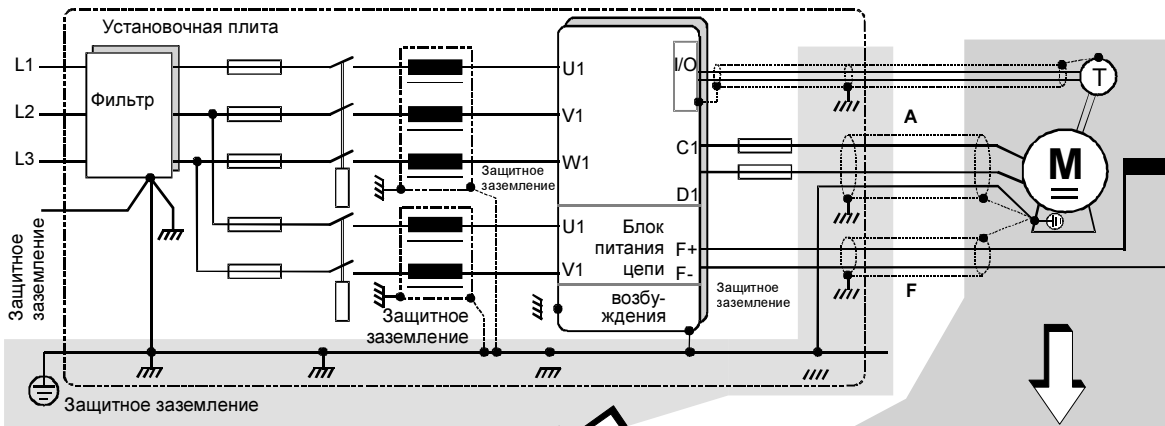 Установочная плита
L1
L2
L3
Фильтр
U1
V1
W1
I/O
T
A
C1
D1
M
Защитное
заземление
U1
V1
Блок
питания
цепи
возбу-
ждения
F+
F-
F
Защитное
заземление
Защитное
заземление
Защитное
заземление
Защитное заземление